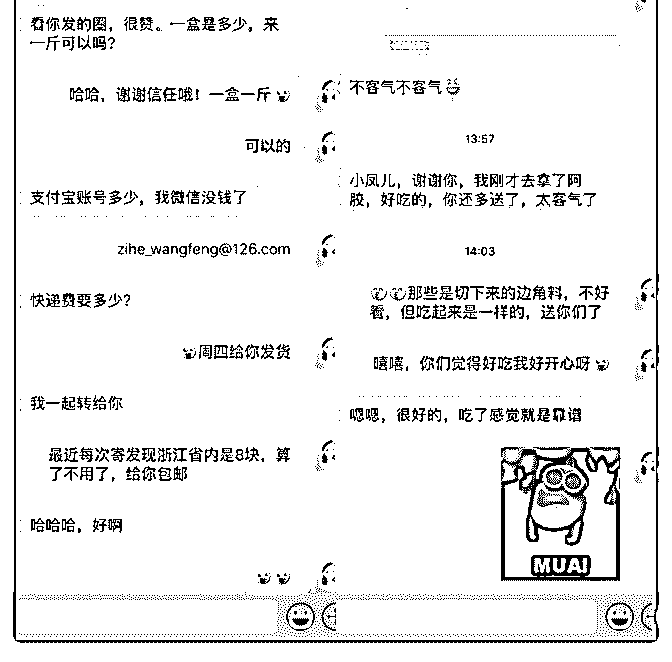 看你发的图，很赞。一盒是多少，来
一斤可以吗？
哈哈，谢谢信任哦！一盒一斤
可以的
支付宝账号多少，我微信没钱了
zihe_wangfeng@126.com
快递费要多少？
周四给你发货
我一起转给你
最近每次寄发现浙江省内是8块，算
了不用了，给你包邮
哈哈哈，好啊
不容气不容气
13:57
小凤儿，谢谢你，我刚才去拿了阿
胶，好吃的，你还多送了，太客气了
14:03
那些是切下来的边角料，不好
看，但吃起来是一样的，送你们了
嘻嘻，你们觉得好吃我好开心呀
嗯嗯，很好的，吃了感觉就是靠谱
MUA!